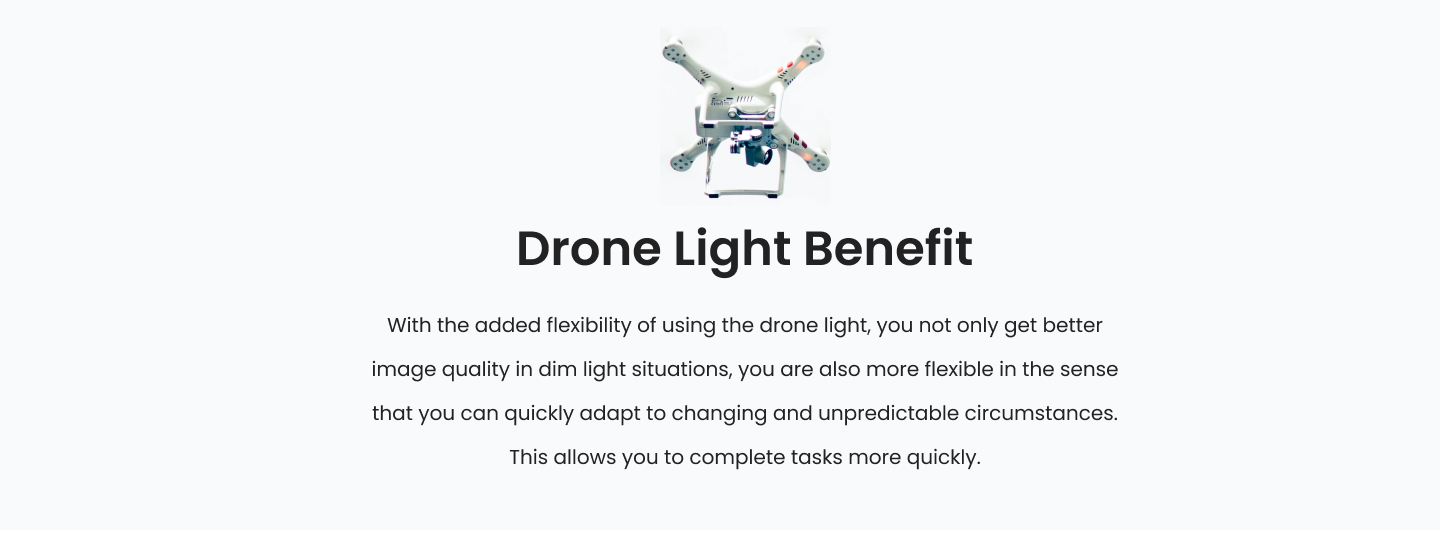 Drone Light Benefit
With the added flexibility of using the drone light, you not only get better
image quality in dim light situations, you are also more flexible in the sense
that you can quickly adapt to changing and unpredictable circumstances.
This allows you to complete tasks more quickly.